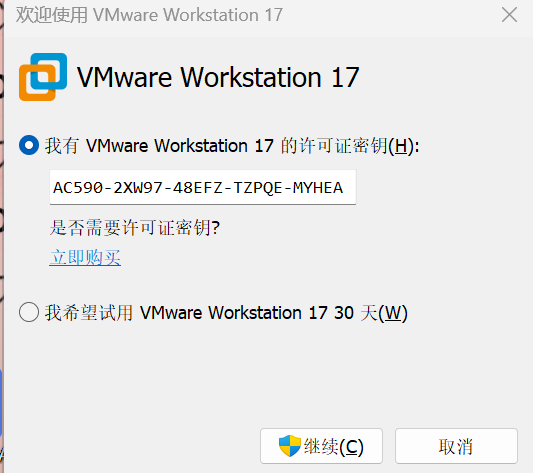 欢迎使用 VMware Workstation 17
VMware Workstation 17
我有 VMware Workstation 17 的许可证密钥(H):
AC590-2XW97-48EFZ-TZPQE-MYHEA
是否需要许可证密钥?
立即购买
我希望试用 VMware Workstation 17 30 天(W)
继续(C)
取消